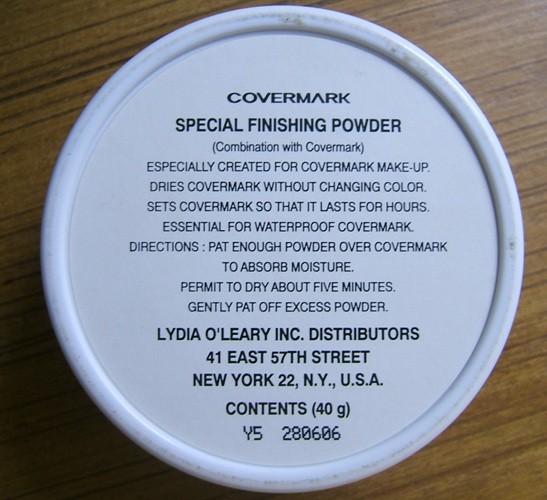 COVERMARK
SPECIAL FINISHING POWDER
(Combination with Covermark)
ESPECIALLY CREATED FOR COVERMARK MAKE-UP.
DRIES COVERMARK WITHOUT CHANGING COLOR.
SETS COVERMARK SO THAT IT LASTS FOR HOURS.
ESSENTIAL FOR WATERPROOF COVERMARK.
DIRECTIONS : PAT ENOUGH POWDER OVER COVERMARK
TO ABSORB MOISTURE.
PERMIT TO DRY ABOUT FIVE MINUTES.
GENTLY PAT OFF EXCESS POWDER.
LYDIA O'LEARY INC. DISTRIBUTORS
41 EAST 57TH STREET
NEW YORK 22, N.Y., U.S.A.
CONTENTS (40 g)
Y5 280606